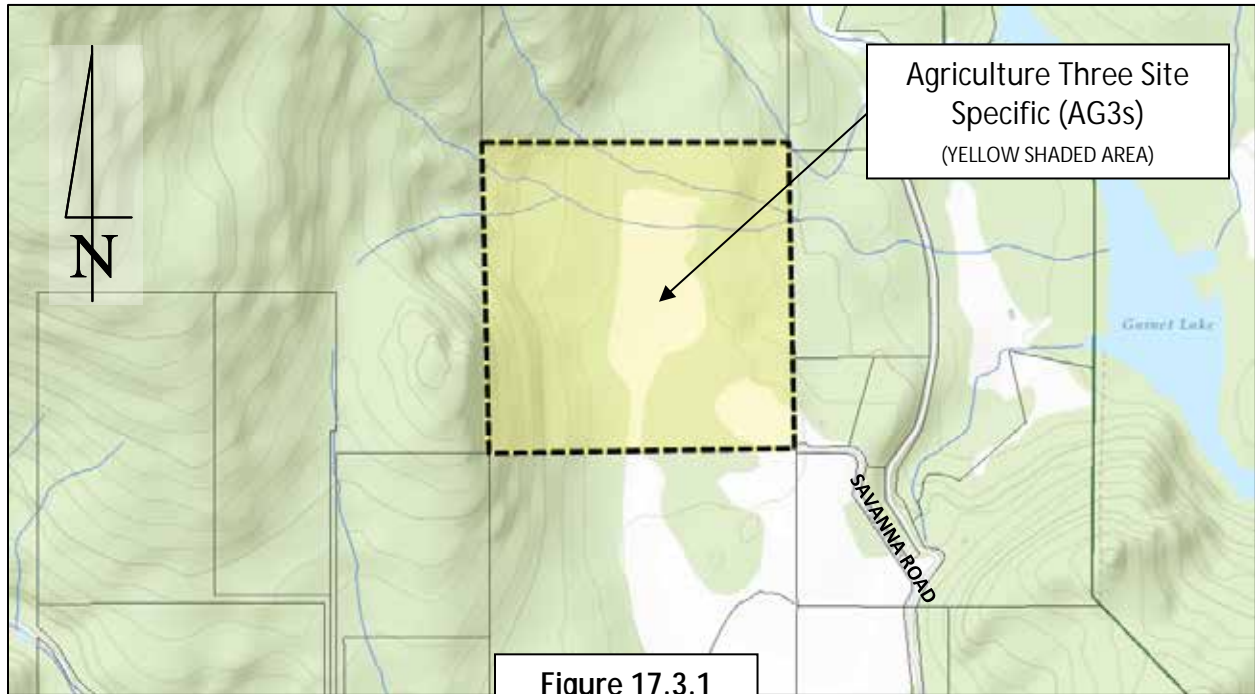 Agriculture Three Site
Specific (AG3s)
(YELLOW SHADED AREA)
N
Garnet Lake
SAVANNA ROAD
Figure 17.3.1